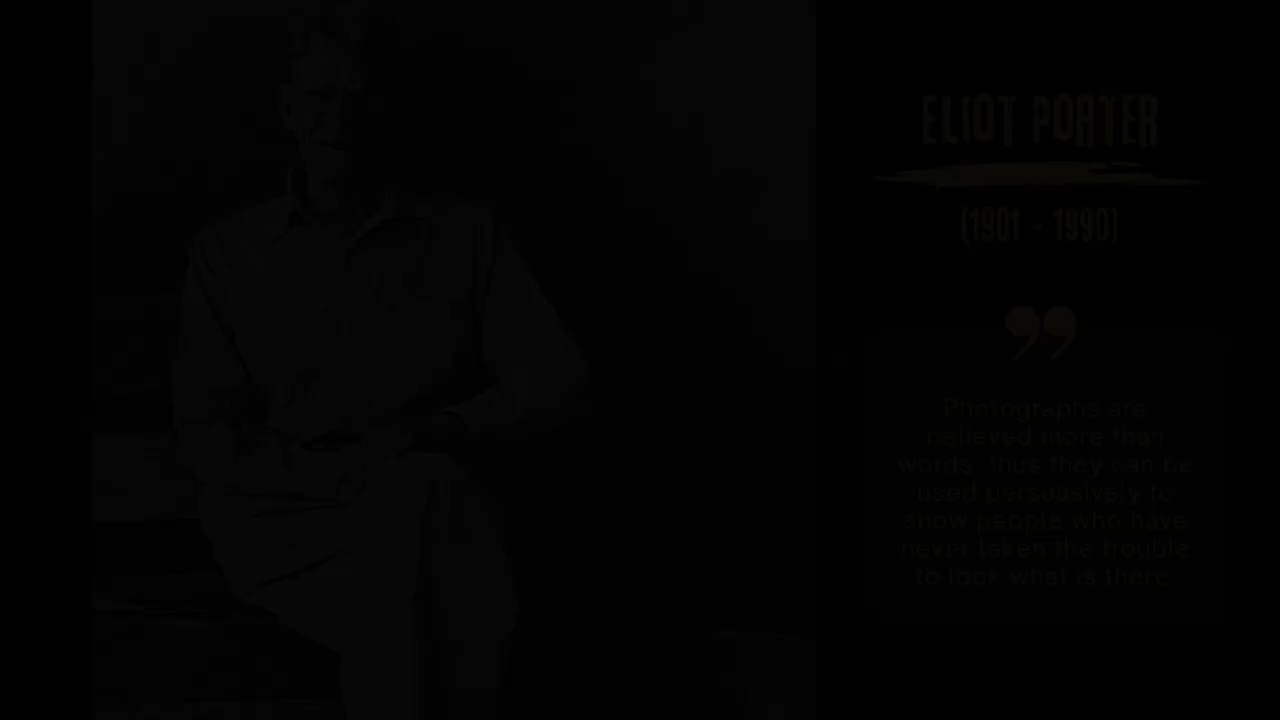 ELIOT PORTER
(1901 - 1990)
”
Photographs are
believed more than
words. Thus they can be
used persuasively to
show people who have
never taken the trouble
to look what is there